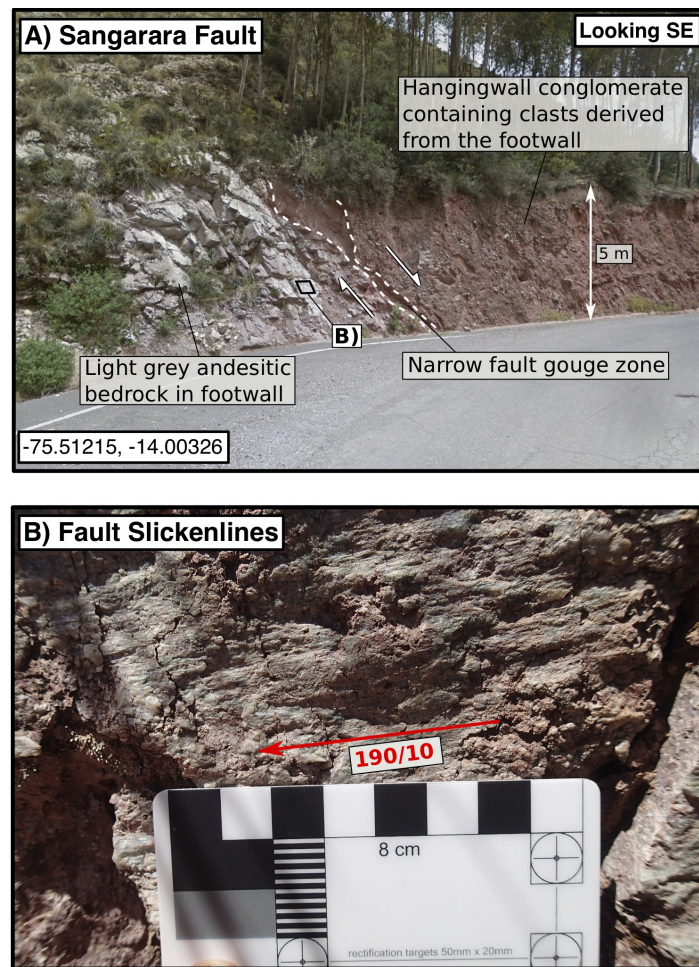 A) Sangarara Fault
Looking SE
Hangingwall conglomerate
containing clasts derived
from the footwall
5 m
B)
Light grey andesitic
bedrock in footwall
Narrow fault gouge zone
-75.51215, -14.00326
B) Fault Slickenlines
190/10
8 cm
rectification targets 50mm x 20mm